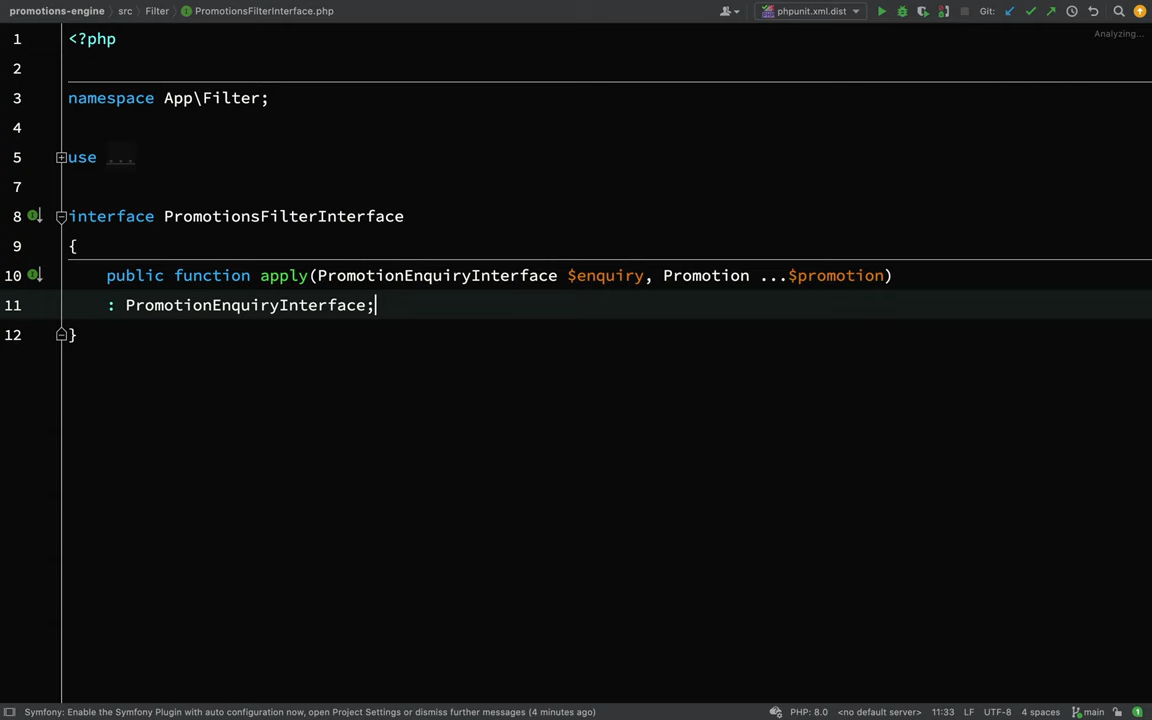 promotions-engine src Filter PromotionsFilterInterface.php phpunit.xml.dist Git:
Analyzing...
1 <?php
2
3 namespace App\Filter;
4
5 use ...
7
8 interface PromotionsFilterInterface
9 {
10 public function apply(PromotionEnquiryInterface $enquiry, Promotion ...$promotion)
11 : PromotionEnquiryInterface;
12 }
Symfony: Enable the Symfony Plugin with auto configuration now, open Project Settings or dismiss further messages (4 minutes ago) PHP: 8.0 <no default server> 11:33 LF UTF-8 4 spaces main 1